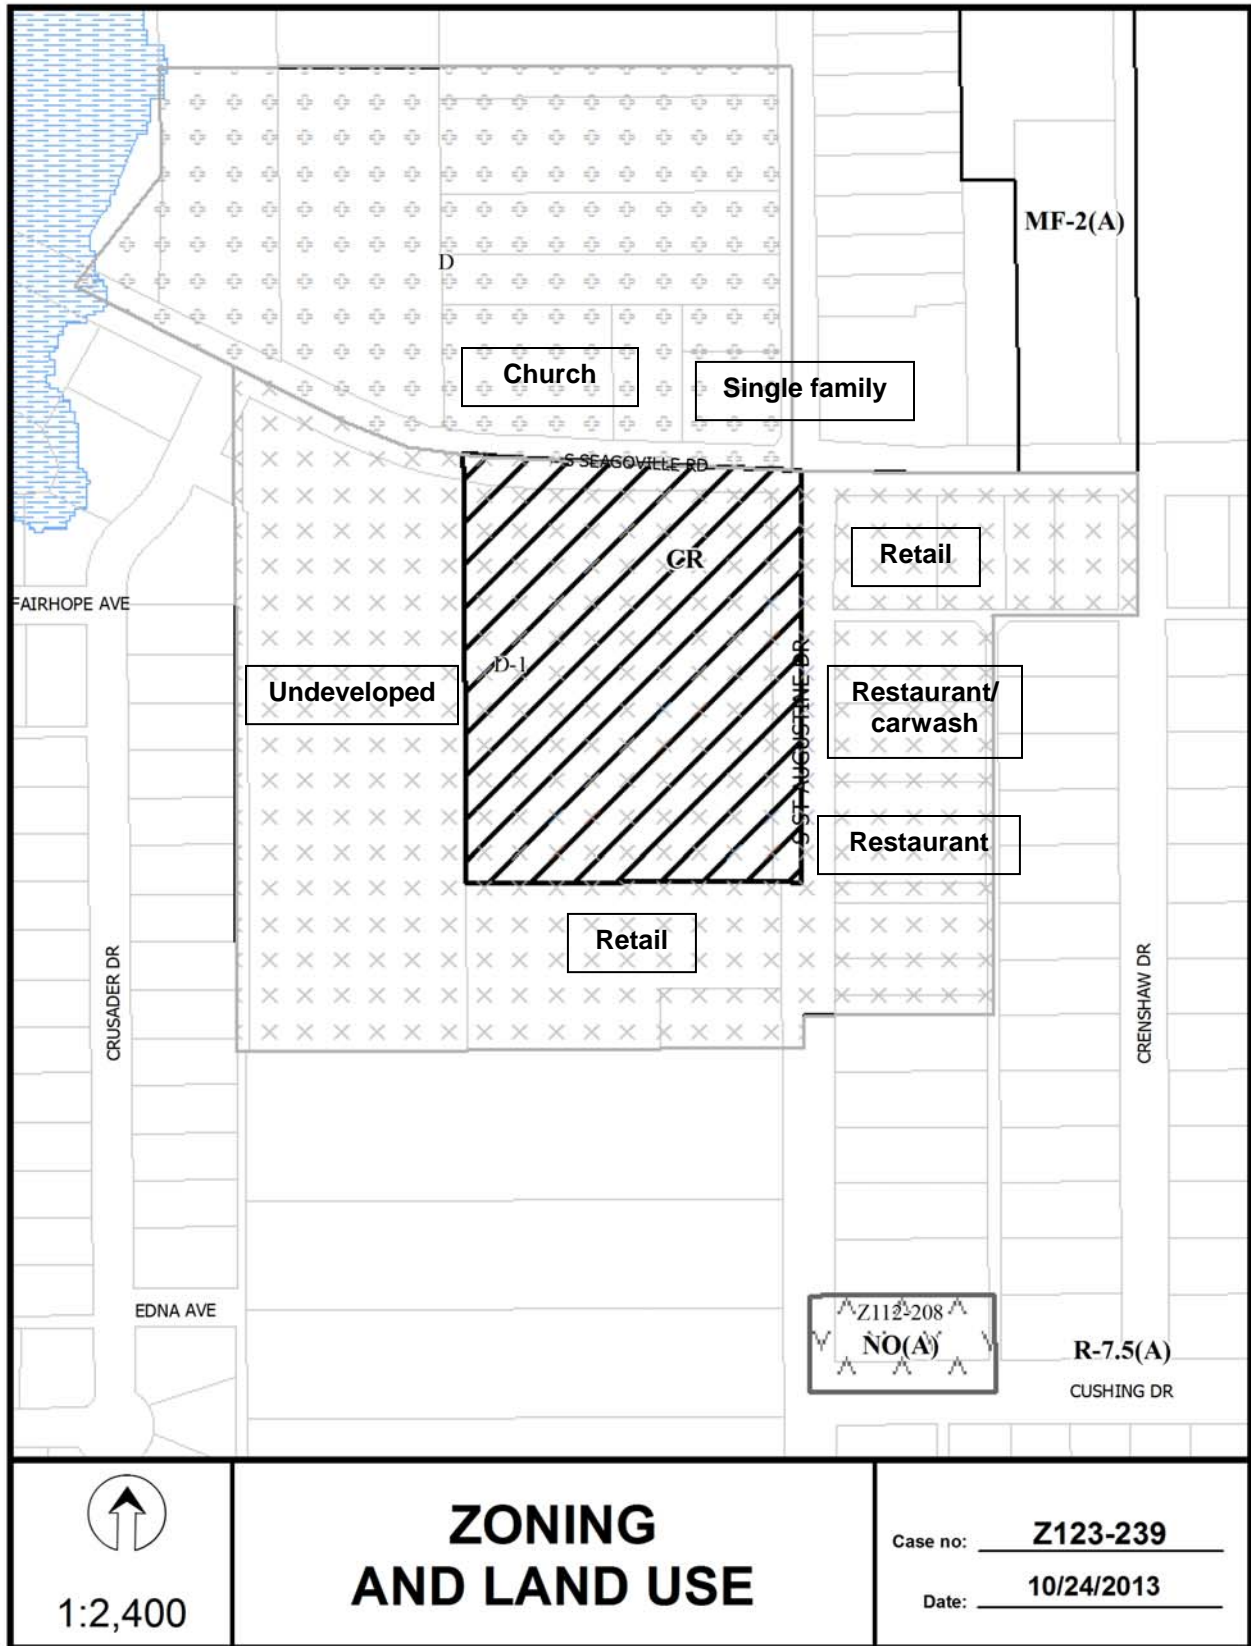 MF-2(A)
D
Church
Single family
S SEAGOVILLE RD
CR
Retail
FAIRHOPE AVE
D-1
Undeveloped
S ST AUGUSTINE DR
Restaurant/
carwash
Restaurant
Retail
CRUSADER DR
CRENSHAW DR
EDNA AVE
Z112-208
NO(A)
R-7.5(A)
CUSHING DR
1:2,400
ZONING
AND LAND USE
Case no: Z123-239
Date: 10/24/2013